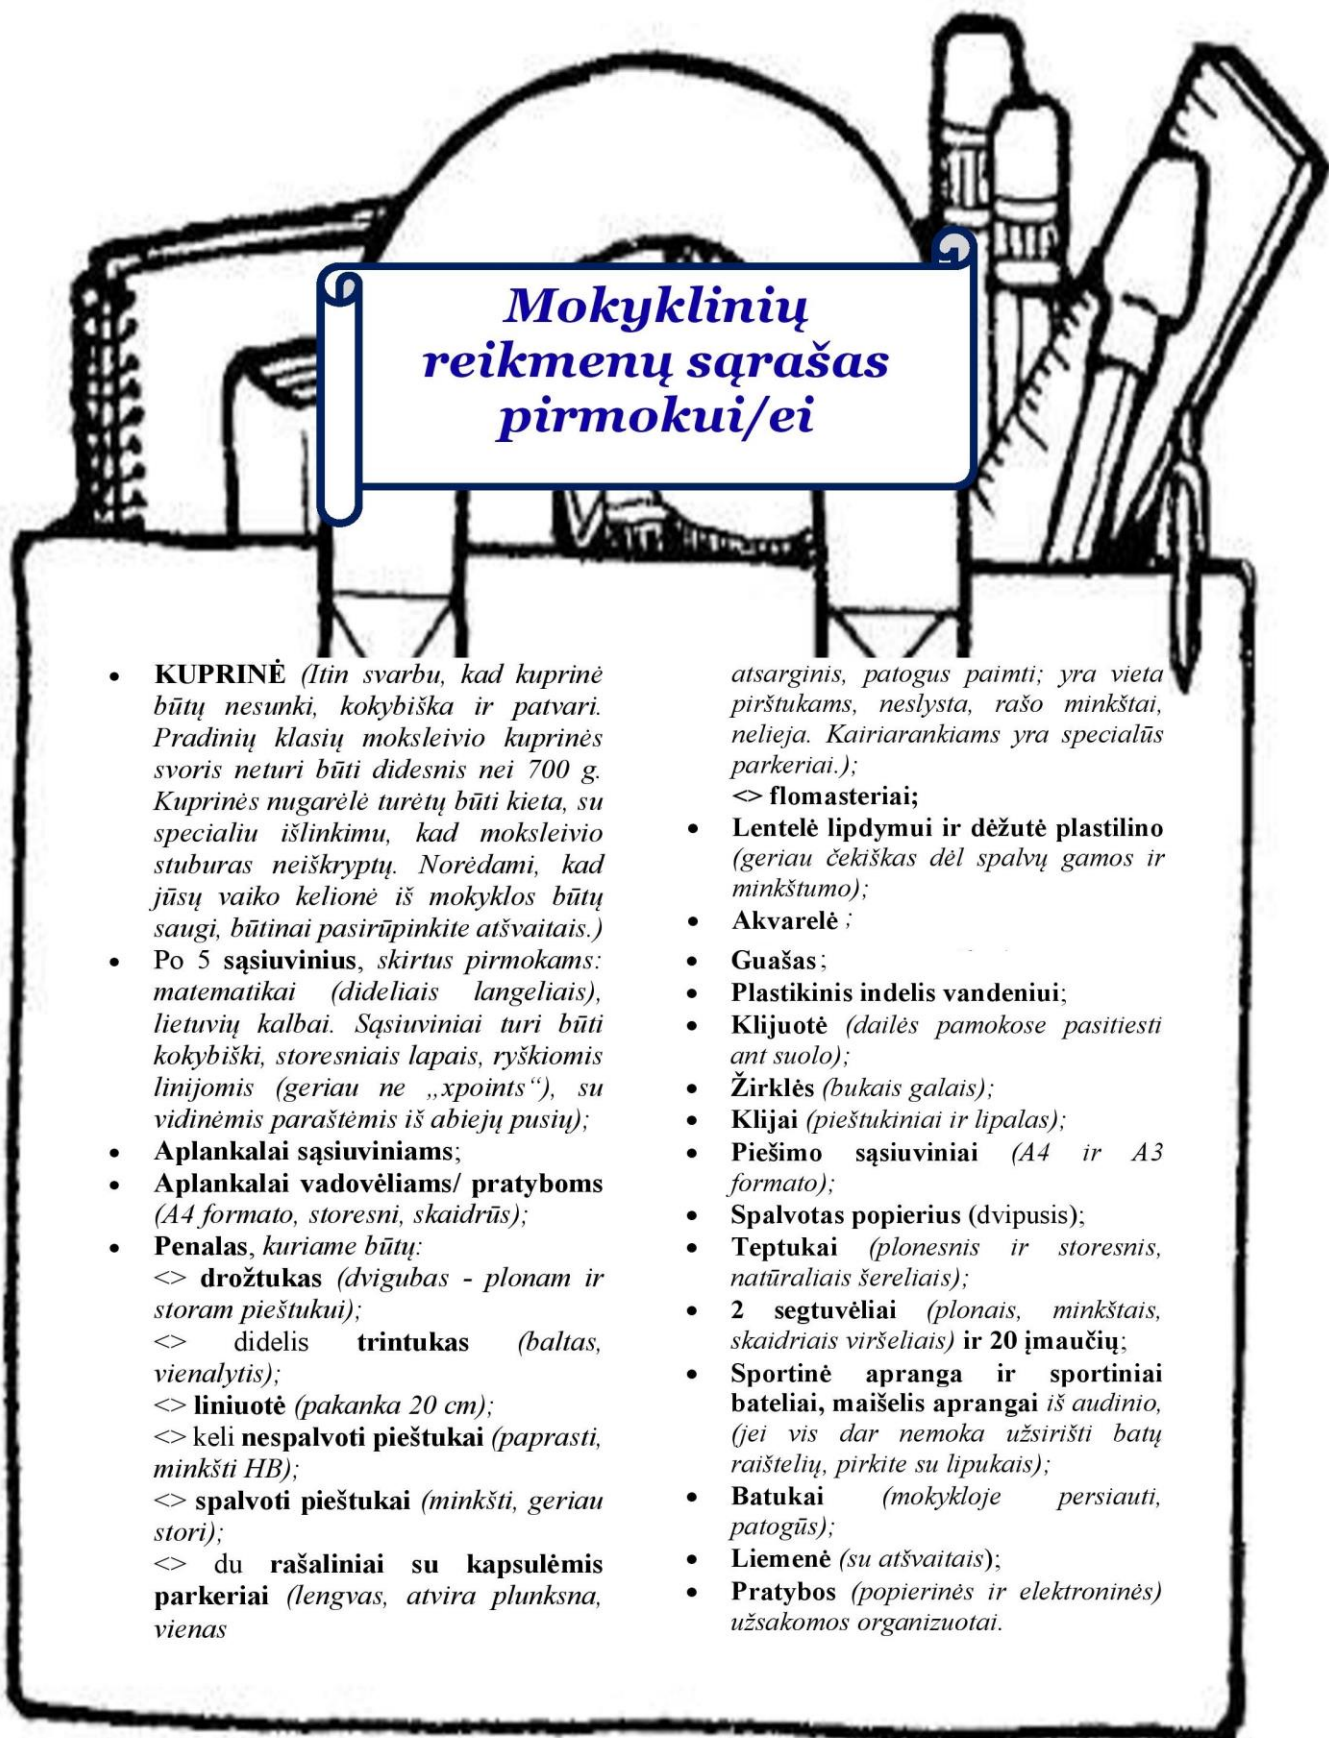 Mokyklinių
reikmenų sąrašas
pirmokui/ei
• KUPRINĖ (Itin svarbu, kad kuprinė
būtų nesunki, kokybiška ir patvari.
Pradinių klasių moksleivio kuprinės
svoris neturi būti didesnis nei 700 g.
Kuprinės nugarėlė turėtų būti kieta, su
specialiu išlinkimu, kad moksleivio
stuburas neiškryptų. Norėdami, kad
jūsų vaiko kelionė iš mokyklos būtų
saugi, būtinai pasirūpinkite atšvaitais.)
• Po 5 sąsiuvinius, skirtus pirmokams:
matematikai (dideliais langeliais),
lietuvių kalbai. Sąsiuviniai turi būti
kokybiški, storesniais lapais, ryškiomis
linijomis (geriau ne „xpoints“), su
vidinėmis paraštėmis iš abiejų pusių);
• Aplankalai sąsiuviniams;
• Aplankalai vadovėliams/ pratyboms
(A4 formato, storesni, skaidrūs);
• Penalas, kuriame būtų:
<> drožtukas (dvigubas - plonam ir
storam pieštukui);
<> didelis trintukas (baltas,
vienalytis);
<> liniuotė (pakanka 20 cm);
<> keli nespalvoti pieštukai (paprasti,
minkšti HB);
<> spalvoti pieštukai (minkšti, geriau
stori);
<> du rašaliniai su kapsulėmis
parkeriai (lengvas, atvira plunksna,
vienas
atsarginis, patogus paimti; yra vieta
pirštukams, neslysta, rašo minkštai,
nelieja. Kairiarankiams yra specialūs
parkeriai.);
<> flomasteriai;
• Lentelė lipdymui ir dėžutė plastilino
(geriau čekiškas dėl spalvų gamos ir
minkštumo);
• Akvarelė ;
• Guašas;
• Plastikinis indelis vandeniui;
• Klijuotė (dailės pamokose pasitiesti
ant suolo);
• Žirklės (bukais galais);
• Klijai (pieštukiniai ir lipalas);
• Piešimo sąsiuviniai (A4 ir A3
formato);
• Spalvotas popierius (dvipusis);
• Teptukai (plonesnis ir storesnis,
natūraliais šereliais);
• 2 segtuvėliai (plonais, minkštais,
skaidriais viršeliais) ir 20 įmaučių;
• Sportinė apranga ir sportiniai
bateliai, maišelis aprangai iš audinio,
(jei vis dar nemoka užsirišti batų
raištelių, pirkite su lipukais);
• Batukai (mokykloje persiauti,
patogūs);
• Liemenė (su atšvaitais);
• Pratybos (popierinės ir elektroninės)
užsakomos organizuotai.